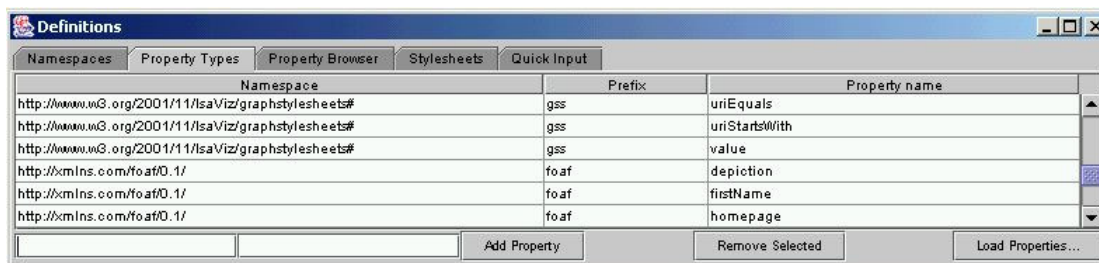 Definitions
Namespaces Property Types Property Browser Stylesheets Quick Input
Namespace Prefix Property name
http://www.w3.org/2001/11/IsaViz/graphstylesheets# gss uriEquals
http://www.w3.org/2001/11/IsaViz/graphstylesheets# gss uriStartsWith
http://www.w3.org/2001/11/IsaViz/graphstylesheets# gss value
http://xmlns.com/foaf/0.1/ foaf depiction
http://xmlns.com/foaf/0.1/ foaf firstName
http://xmlns.com/foaf/0.1/ foaf homepage
Add Property Remove Selected Load Properties...